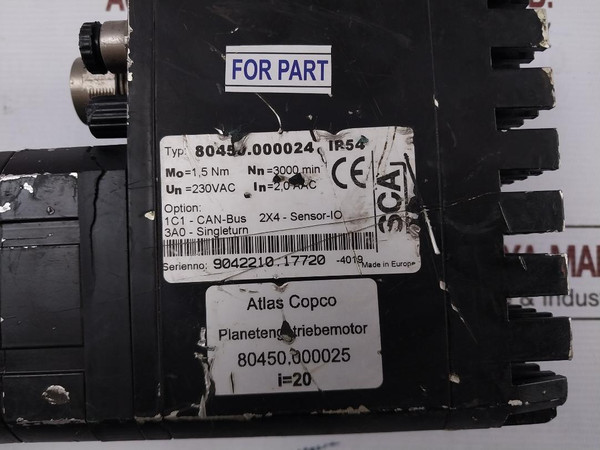 FOR PART
Typ: 80450.000024 IP54
Mo=1,5 Nm Nn=3000 min
Un =230VAC In=2,0 AAC
CE
SCA
Option:
1C1 - CAN-Bus 2X4 - Sensor-IO
3A0 - Singleturn
Serienno: 9042210.17720 -4019 Made in Europe
Atlas Copco
Planetengetriebemotor
80450.000025
i=20
& Indus